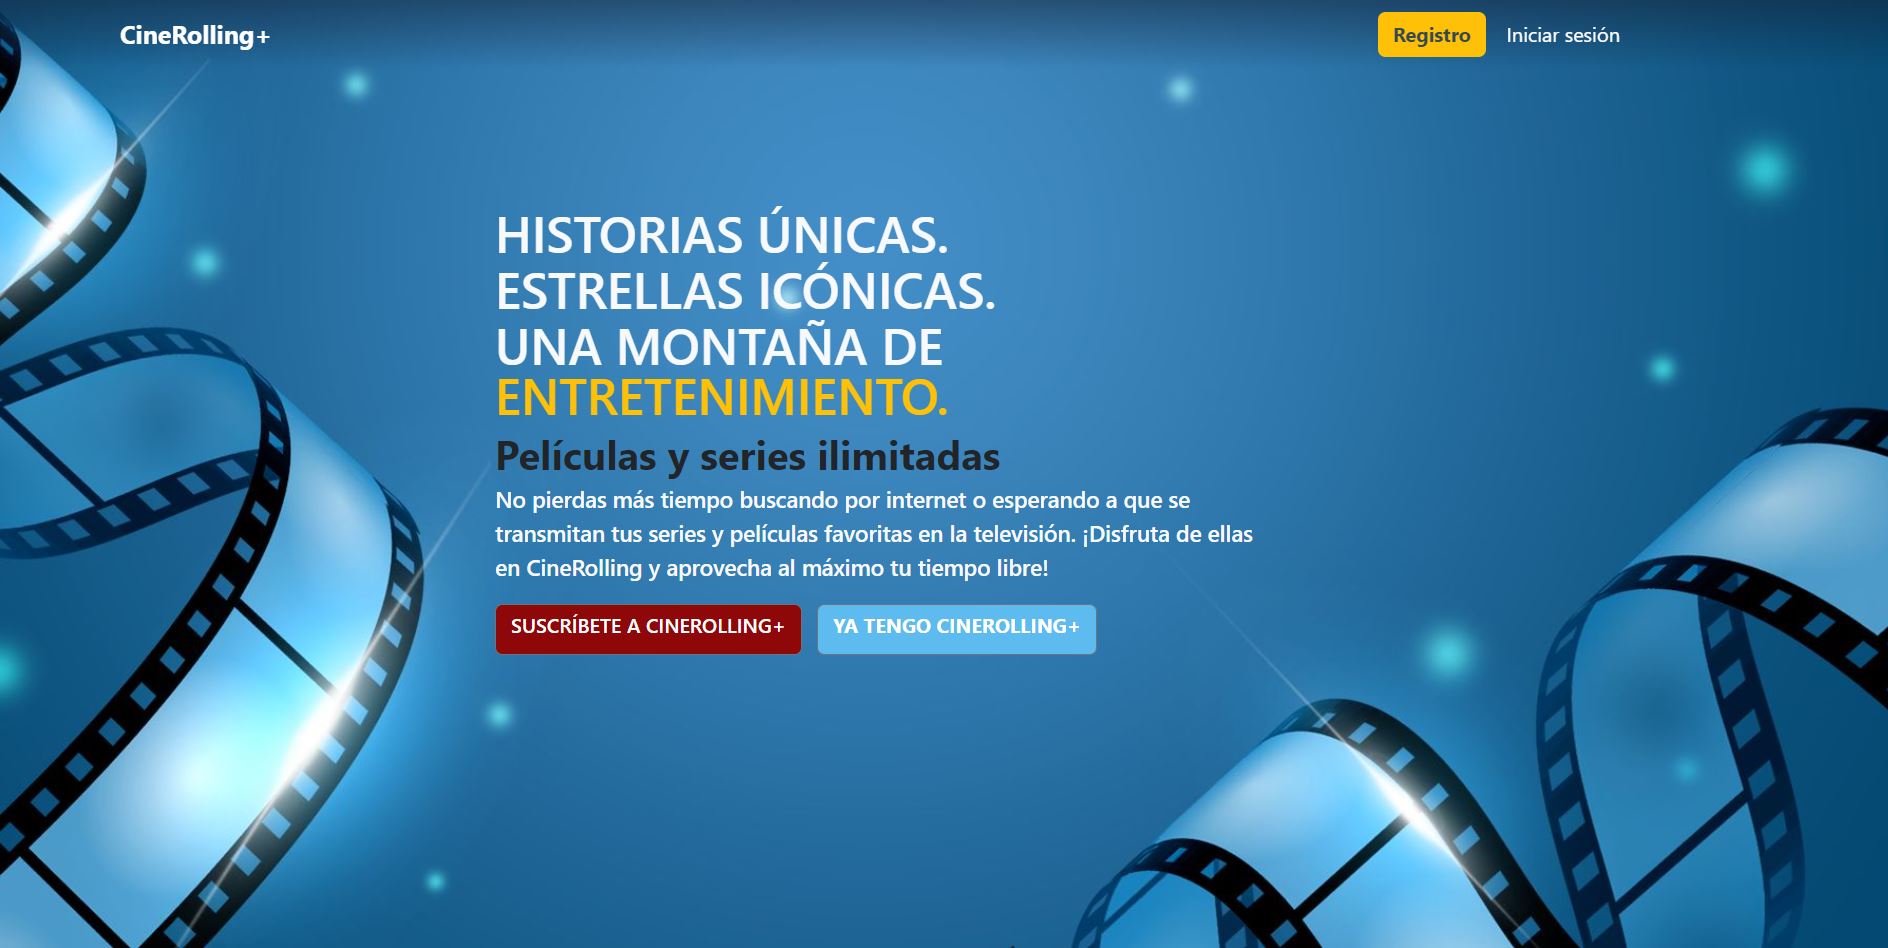 CineRolling+
Registro
Iniciar sesión
HISTORIAS ÚNICAS.
ESTRELLAS ICÓNICAS.
UNA MONTAÑA DE
ENTRETENIMIENTO.
Películas y series ilimitadas
No pierdas más tiempo buscando por internet o esperando a que se
transmitan tus series y películas favoritas en la televisión. ¡Disfruta de ellas
en CineRolling y aprovecha al máximo tu tiempo libre!
SUSCRÍBETE A CINEROLLING+
YA TENGO CINEROLLING+